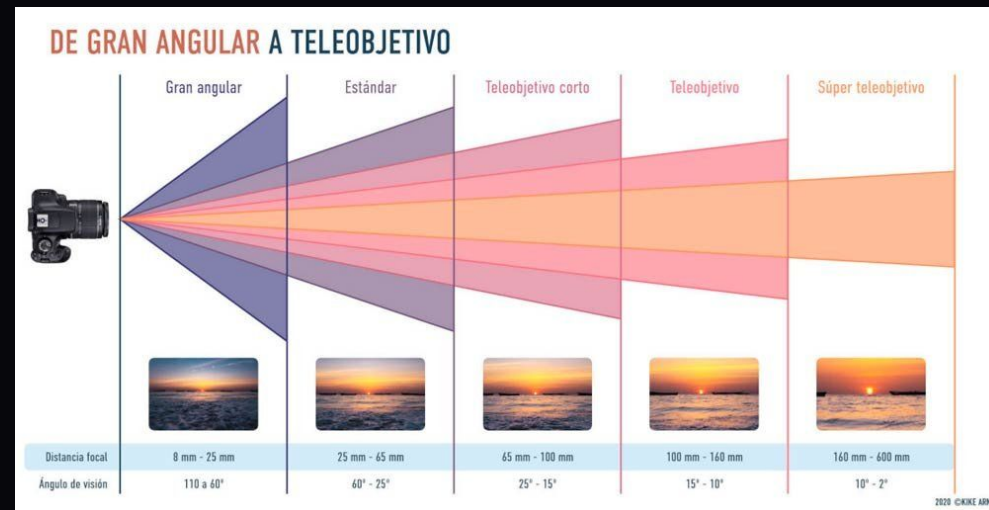 DE GRAN ANGULAR A TELEOBJETIVO
Gran angular Estándar Teleobjetivo corto Teleobjetivo Súper teleobjetivo
Distancia focal 8 mm - 25 mm 25 mm - 65 mm 65 mm - 100 mm 100 mm - 160 mm 160 mm - 600 mm
Ángulo de visión 110 a 60° 60° - 25° 25° - 15° 15° - 10° 10° - 2°
2020 ©KIKE